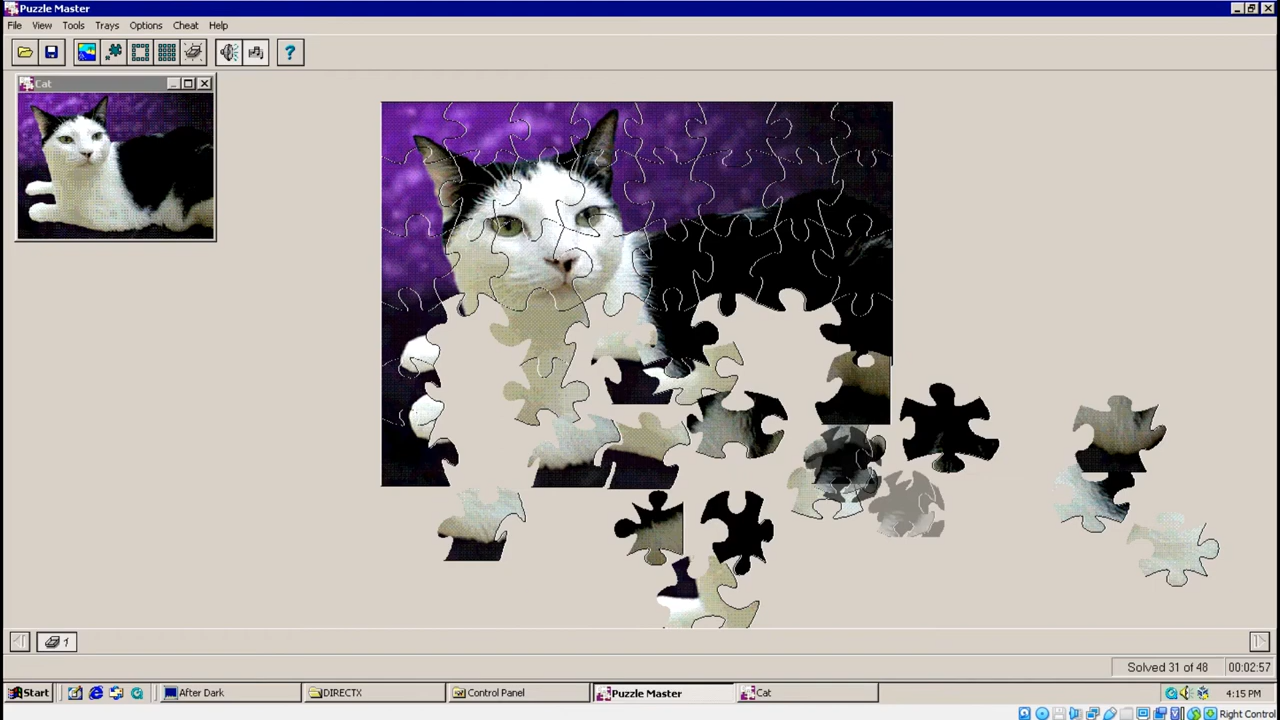 Puzzle Master
File View Tools Trays Options Cheat Help
?
Cat
1
Solved 31 of 48 00:02:57
Start After Dark DIRECTX Control Panel Puzzle Master Cat 4:15 PM
Right Control